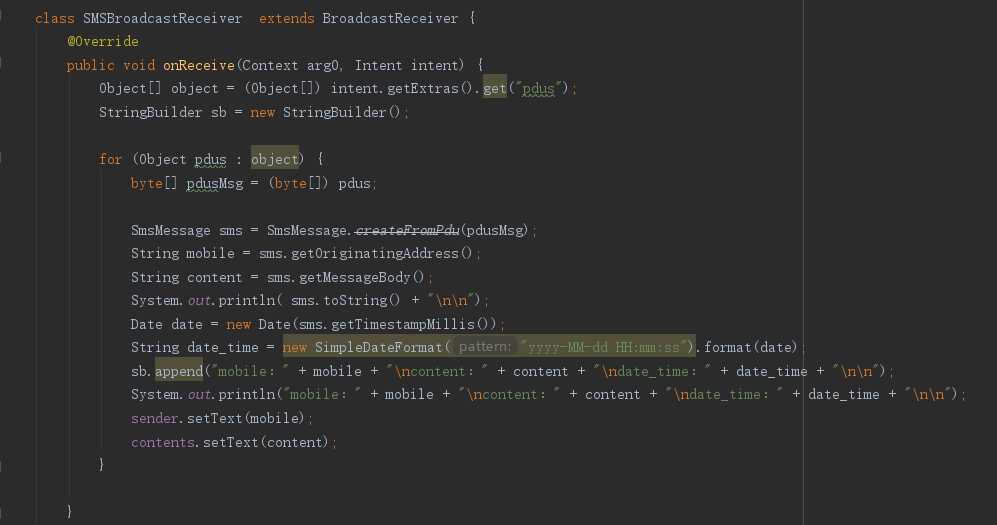 class SMSBroadcastReceiver  extends BroadcastReceiver {
    @Override
    public void onReceive(Context arg0, Intent intent) {
        Object[] object = (Object[]) intent.getExtras().get("pdus");
        StringBuilder sb = new StringBuilder();

        for (Object pdus : object) {
            byte[] pdusMsg = (byte[]) pdus;

            SmsMessage sms = SmsMessage.createFromPdu(pdusMsg);
            String mobile = sms.getOriginatingAddress();
            String content = sms.getMessageBody();
            System.out.println( sms.toString() + "\n\n");
            Date date = new Date(sms.getTimestampMillis());
            String date_time = new SimpleDateFormat( pattern: "yyyy-MM-dd HH:mm:ss").format(date);
            sb.append("mobile：" + mobile + "\ncontent：" + content + "\ndate_time：" + date_time + "\n\n");
            System.out.println("mobile：" + mobile + "\ncontent：" + content + "\ndate_time：" + date_time + "\n\n");
            sender.setText(mobile);
            contents.setText(content);
        }

    }